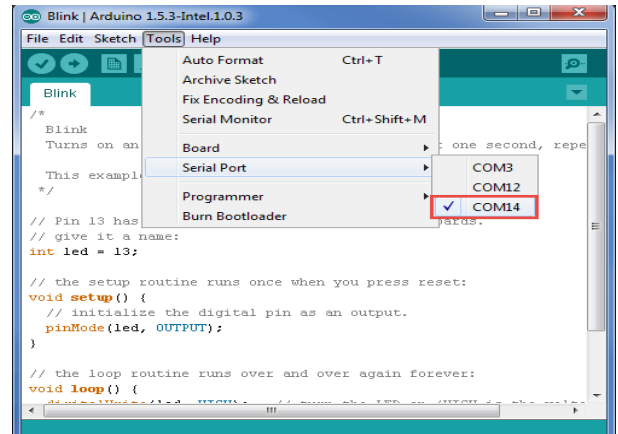 Blink | Arduino 1.5.3-Intel.1.0.3
File Edit Sketch Tools Help
Auto Format Ctrl+T
Archive Sketch
Fix Encoding & Reload
Serial Monitor Ctrl+Shift+M
Board
Serial Port
Programmer
Burn Bootloader
COM3
COM12
COM14
Blink
/*
Blink
Turns on an one second, repe
This exampl
*/
// Pin 13 has ards.
// give it a name:
int led = 13;
// the setup routine runs once when you press reset:
void setup() {
// initialize the digital pin as an output.
pinMode(led, OUTPUT);
}
// the loop routine runs over and over again forever:
void loop() {